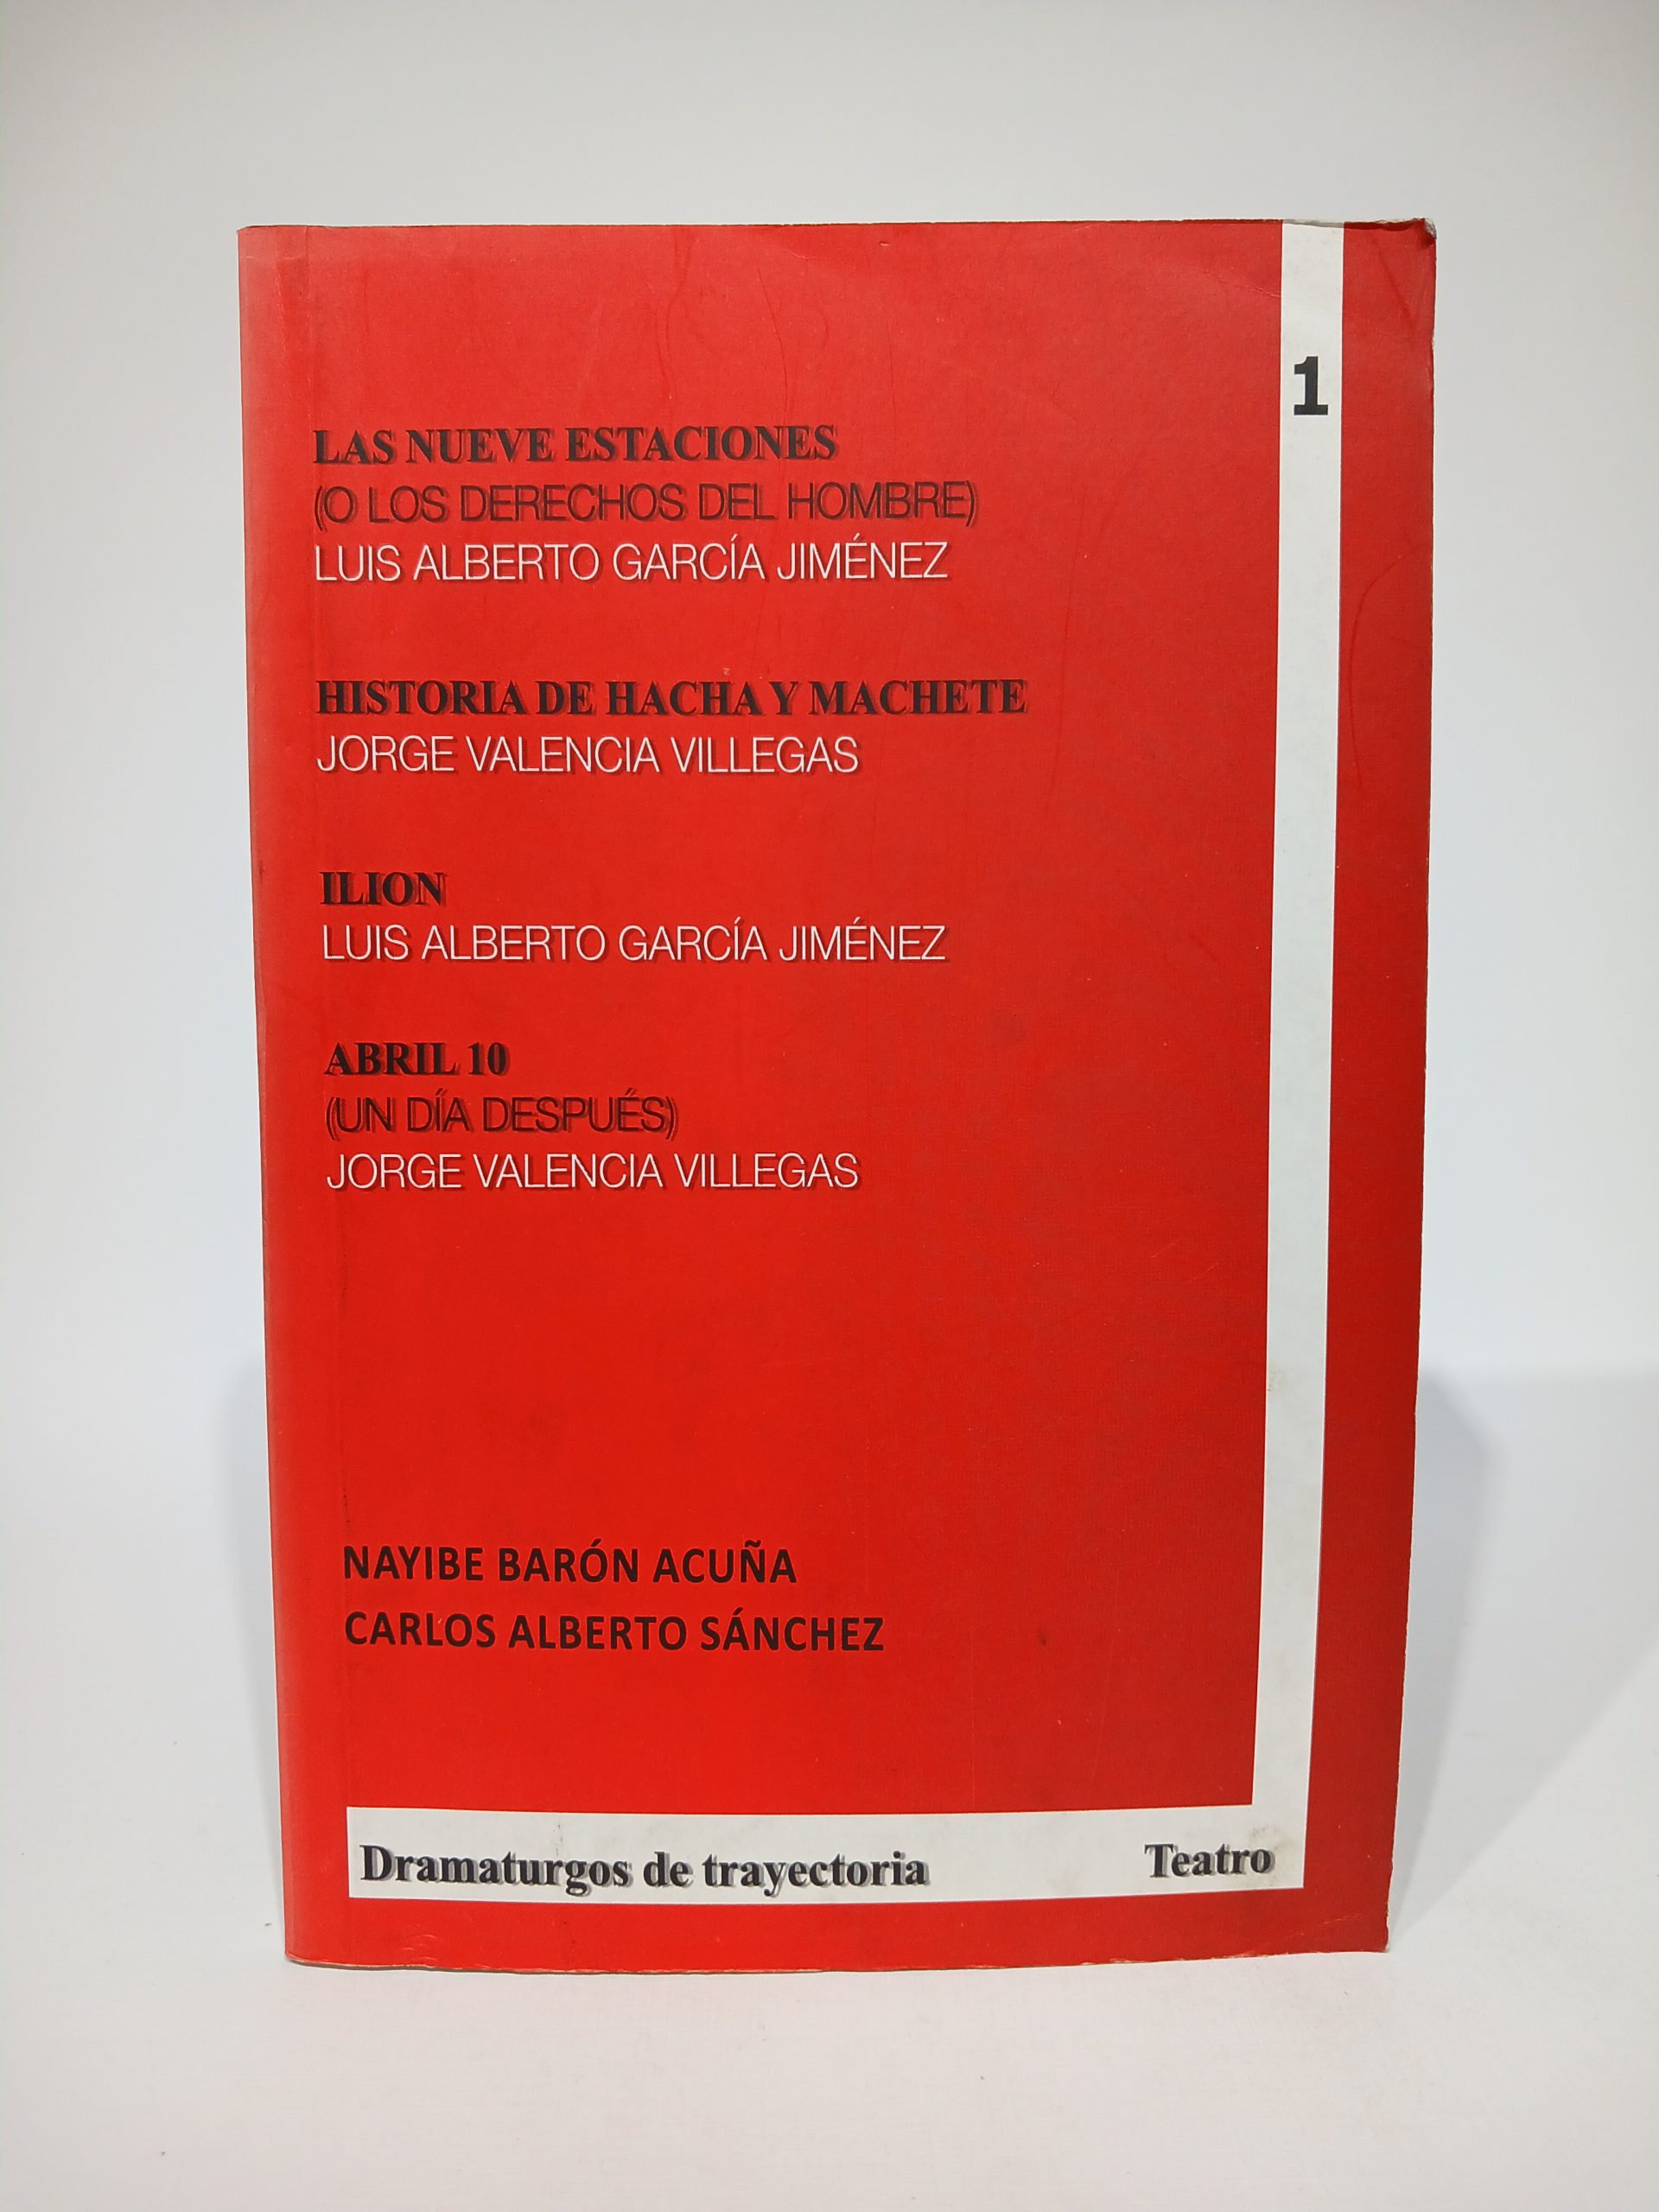 1
LAS NUEVE ESTACIONES
(O LOS DERECHOS DEL HOMBRE)
LUIS ALBERTO GARCÍA JIMÉNEZ
HISTORIA DE HACHA Y MACHETE
JORGE VALENCIA VILLEGAS
ILION
LUIS ALBERTO GARCÍA JIMÉNEZ
ABRIL 10
(UN DÍA DESPUÉS)
JORGE VALENCIA VILLEGAS
NAYIBE BARÓN ACUÑA
CARLOS ALBERTO SÁNCHEZ
Dramaturgos de trayectoria Teatro